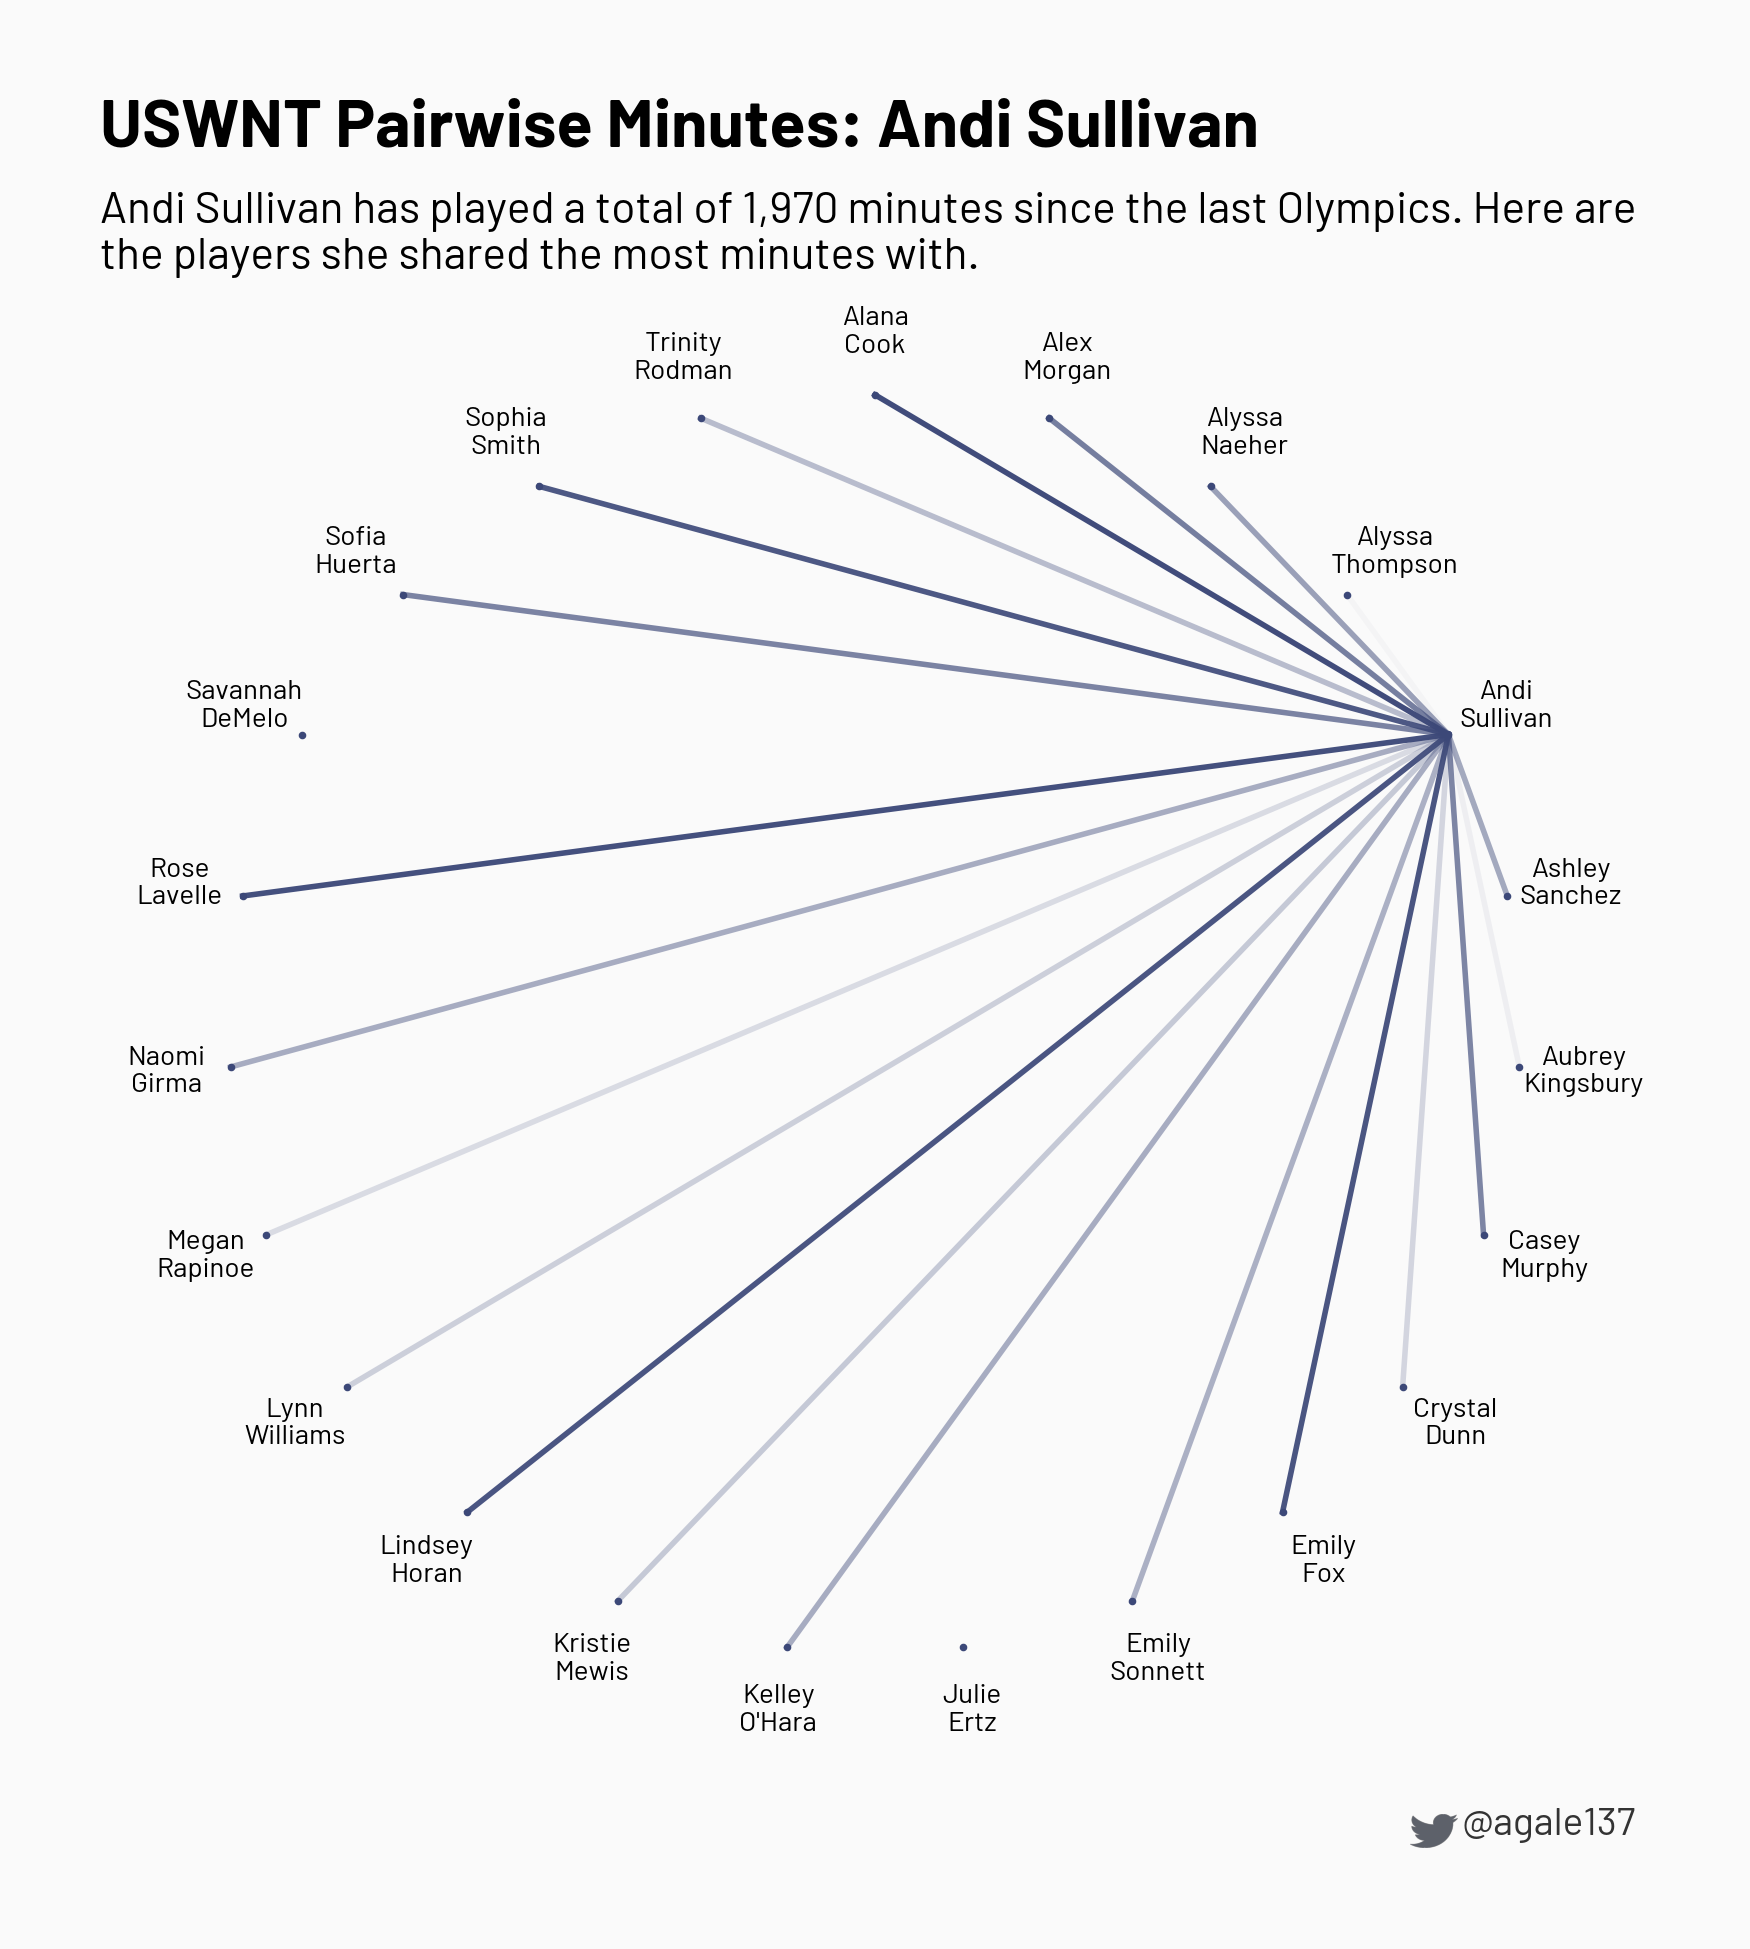 USWNT Pairwise Minutes: Andi Sullivan
Andi Sullivan has played a total of 1,970 minutes since the last Olympics. Here are
the players she shared the most minutes with.
Alana
Cook
Trinity
Rodman
Alex
Morgan
Sophia
Smith
Alyssa
Naeher
Sofia
Huerta
Alyssa
Thompson
Savannah
DeMelo
Andi
Sullivan
Rose
Lavelle
Ashley
Sanchez
Naomi
Girma
Aubrey
Kingsbury
Megan
Rapinoe
Casey
Murphy
Lynn
Williams
Crystal
Dunn
Lindsey
Horan
Emily
Fox
Kristie
Mewis
Emily
Sonnett
Kelley
O'Hara
Julie
Ertz
@agale137